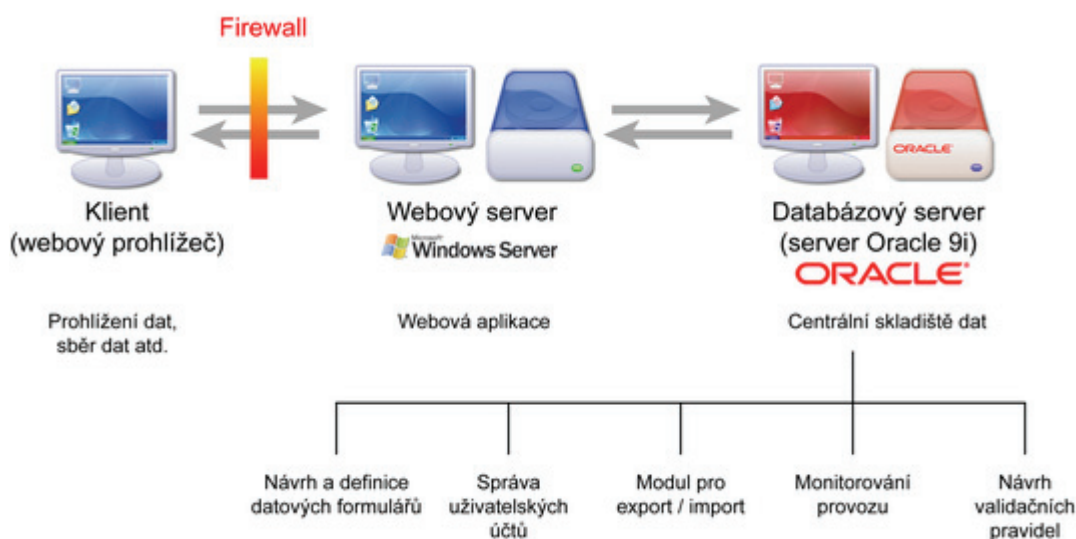 Firewall
Klient
(webový prohlížeč)
Webový server
Microsoft
Windows Server
Databázový server
(server Oracle 9i)
ORACLE
ORACLE
Prohlížení dat,
sběr dat atd.
Webová aplikace
Centrální skladiště dat
Návrh a definice
datových formulářů
Správa
uživatelských
účtů
Modul pro
export / import
Monitorování
provozu
Návrh
validačních
pravidel